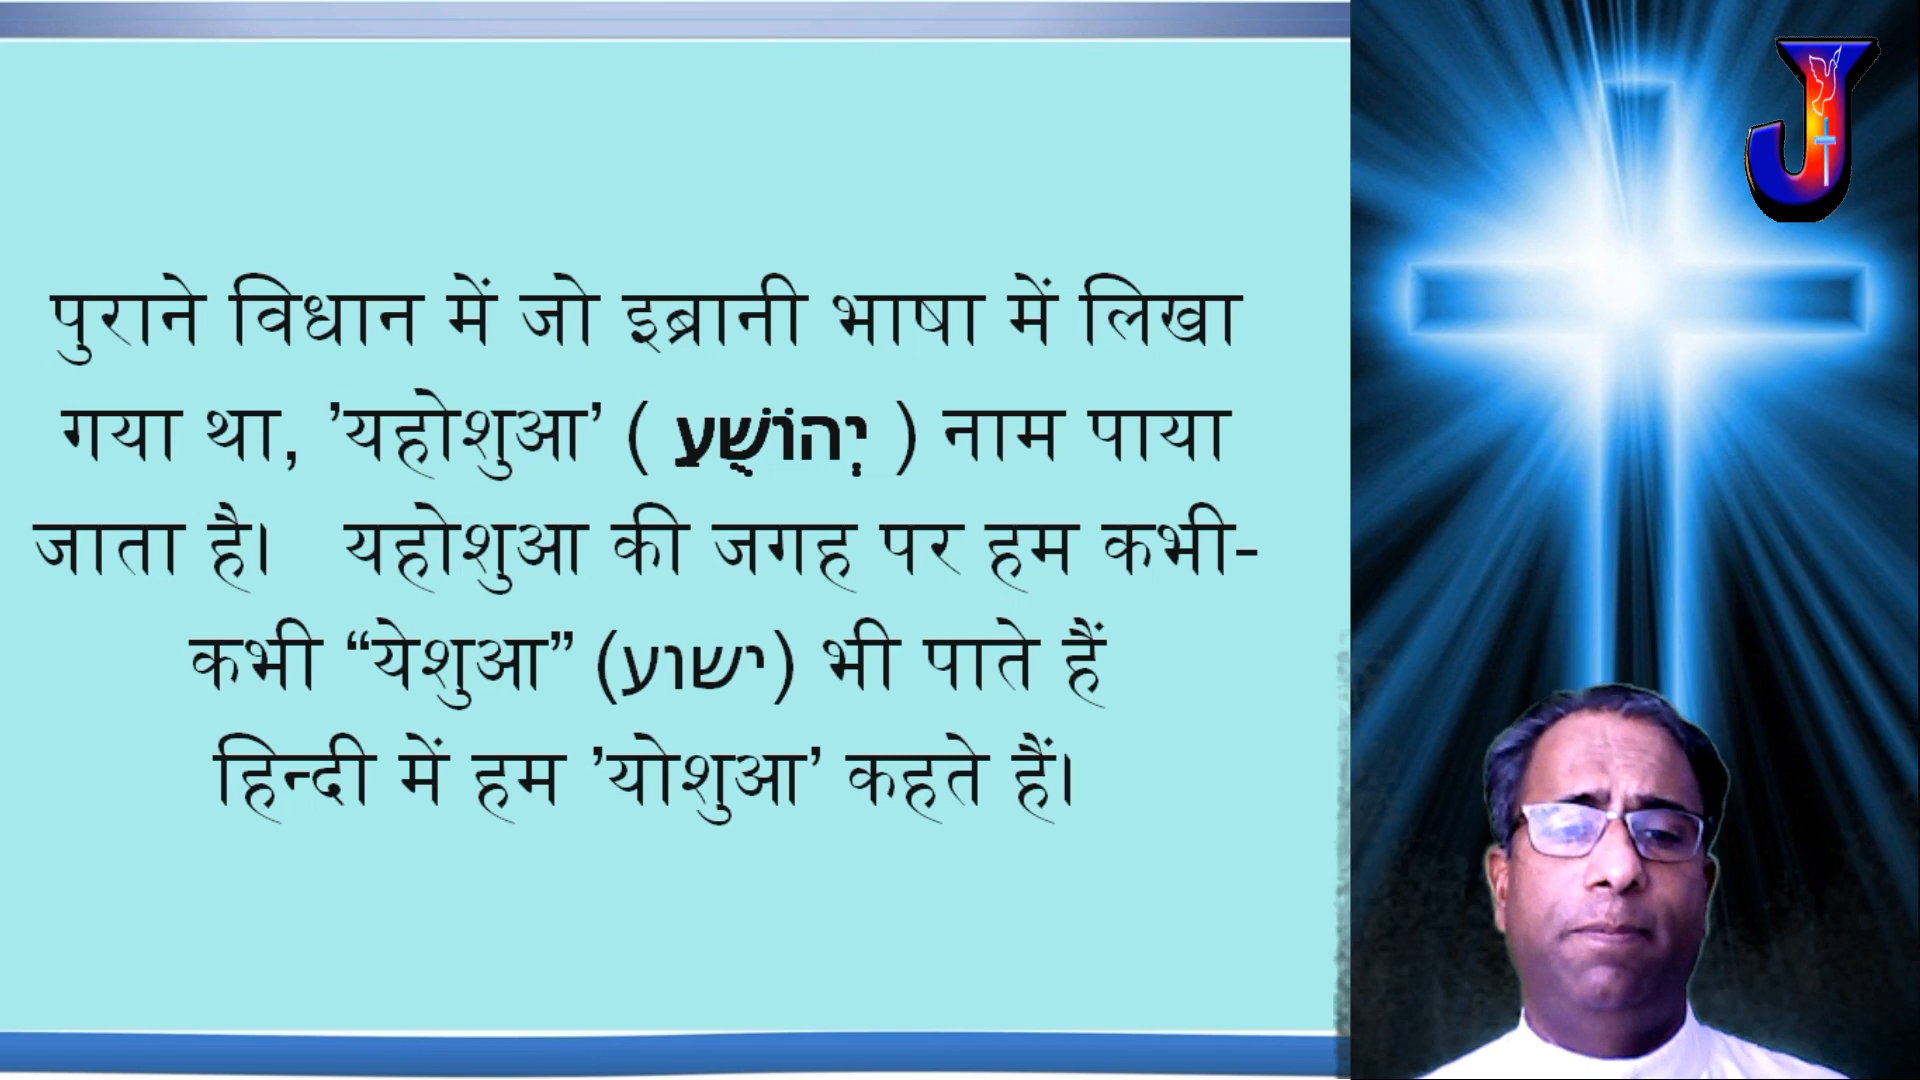 पुराने विधान में जो इब्रानी भाषा में लिखा
गया था, ’यहोशुआ’ ( יְהוֹשֻׁעַ ) नाम पाया
जाता है। यहोशुआ की जगह पर हम कभी-
कभी “येशुआ” (ישוע) भी पाते हैं
हिन्दी में हम ’योशुआ’ कहते हैं।
J